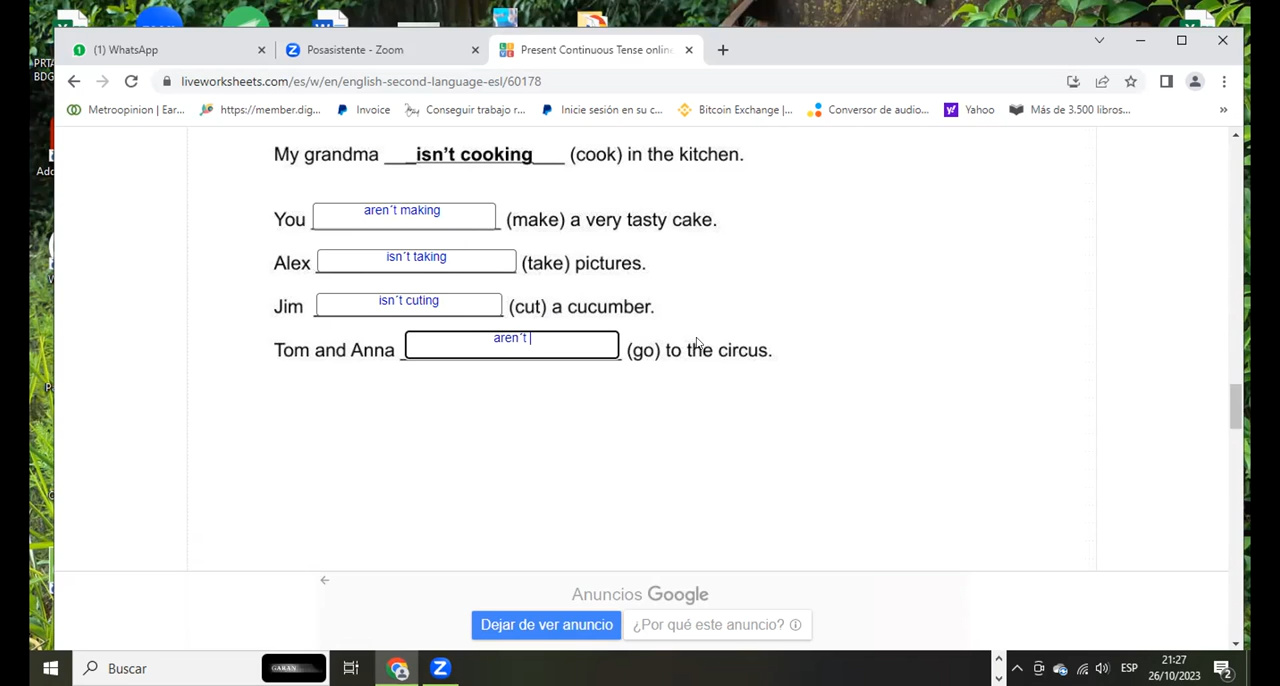 (1) WhatsApp
Posasistente - Zoom
Present Continuous Tense onlin
liveworksheets.com/es/w/en/english-second-language-esl/60178
Metroopinion | Ear...
https://member.dig...
Invoice
Conseguir trabajo r...
Inicie sesión en su c...
Bitcoin Exchange |...
Conversor de audio...
Yahoo
Más de 3.500 libros...
»
My grandma ___isn't cooking___ (cook) in the kitchen.
You aren´t making (make) a very tasty cake.
Alex isn´t taking (take) pictures.
Jim isn´t cuting (cut) a cucumber.
Tom and Anna aren´t (go) to the circus.
Anuncios Google
Dejar de ver anuncio
¿Por qué este anuncio?
Buscar
ESP
21:27
26/10/2023
2